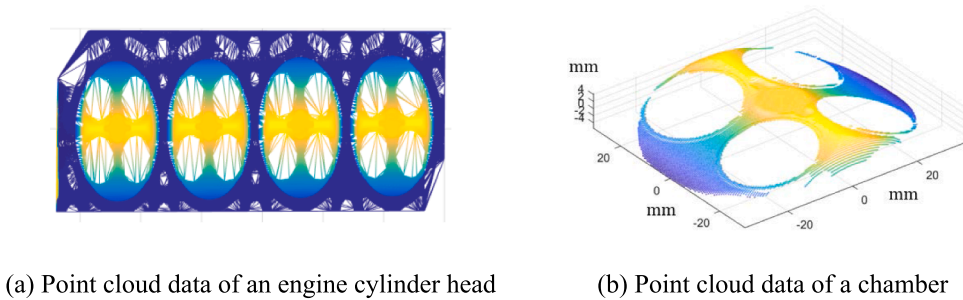 mm
4
2
0
-2
-4
20
0
mm
-20
20
0
mm
-20
(a) Point cloud data of an engine cylinder head
(b) Point cloud data of a chamber